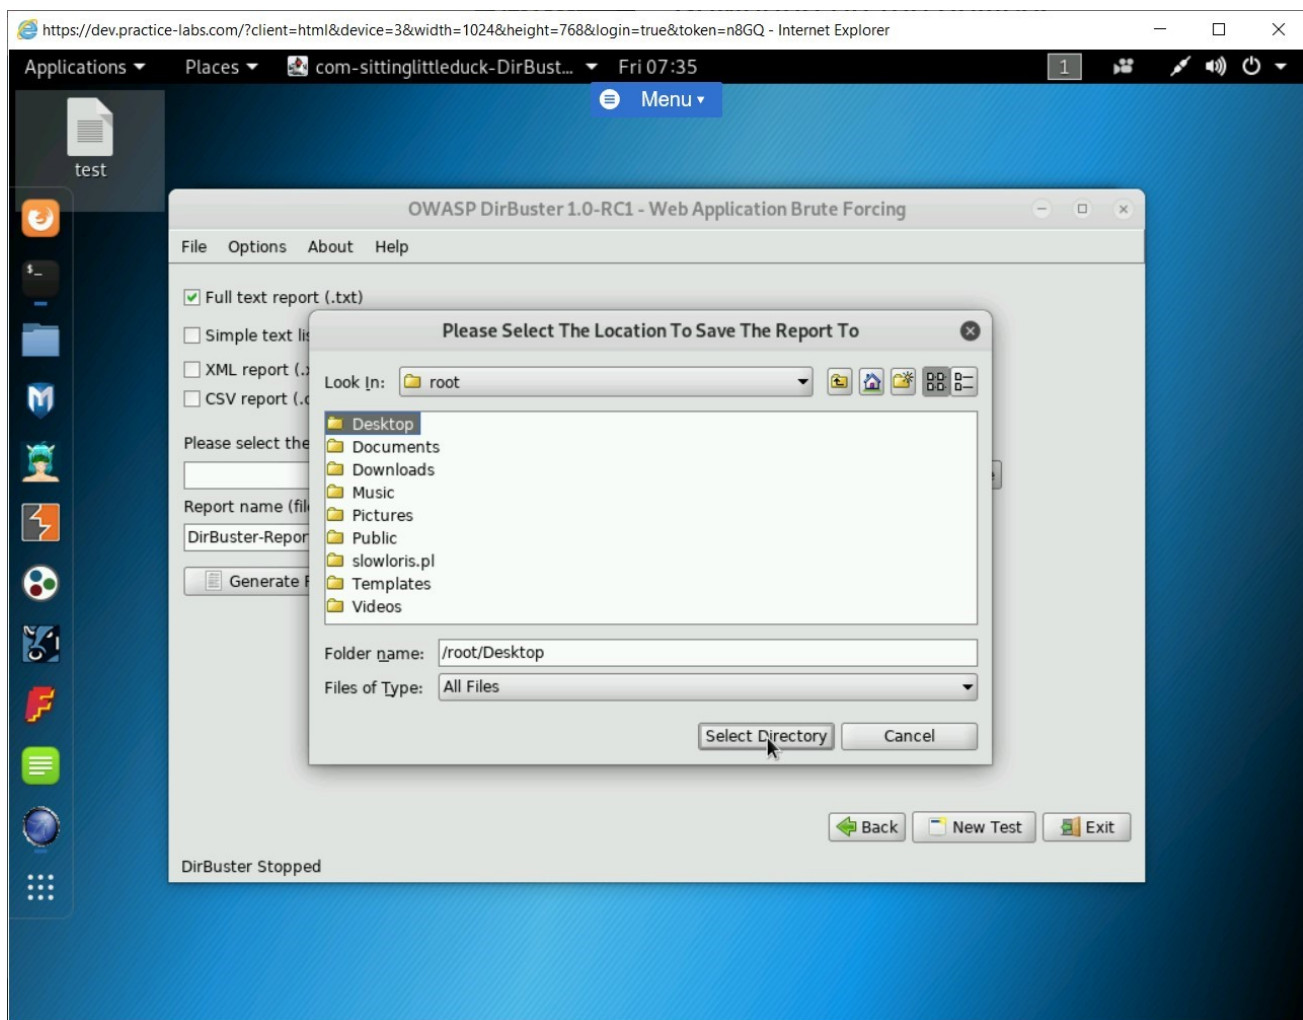 https://dev.practice-labs.com/?client=html&device=3&width=1024&height=768&login=true&token=n8GQ - Internet Explorer
Applications Places com-sittinglittleduck-DirBust... Fri 07:35 1
Menu
test
OWASP DirBuster 1.0-RC1 - Web Application Brute Forcing
File Options About Help
Full text report (.txt)
Simple text lis
XML report (.x
CSV report (.c
Please select the
Report name (file
DirBuster-Repor
Generate R
Please Select The Location To Save The Report To
Look In: root
Desktop
Documents
Downloads
Music
Pictures
Public
slowloris.pl
Templates
Videos
Folder name: /root/Desktop
Files of Type: All Files
Select Directory Cancel
Back New Test Exit
DirBuster Stopped